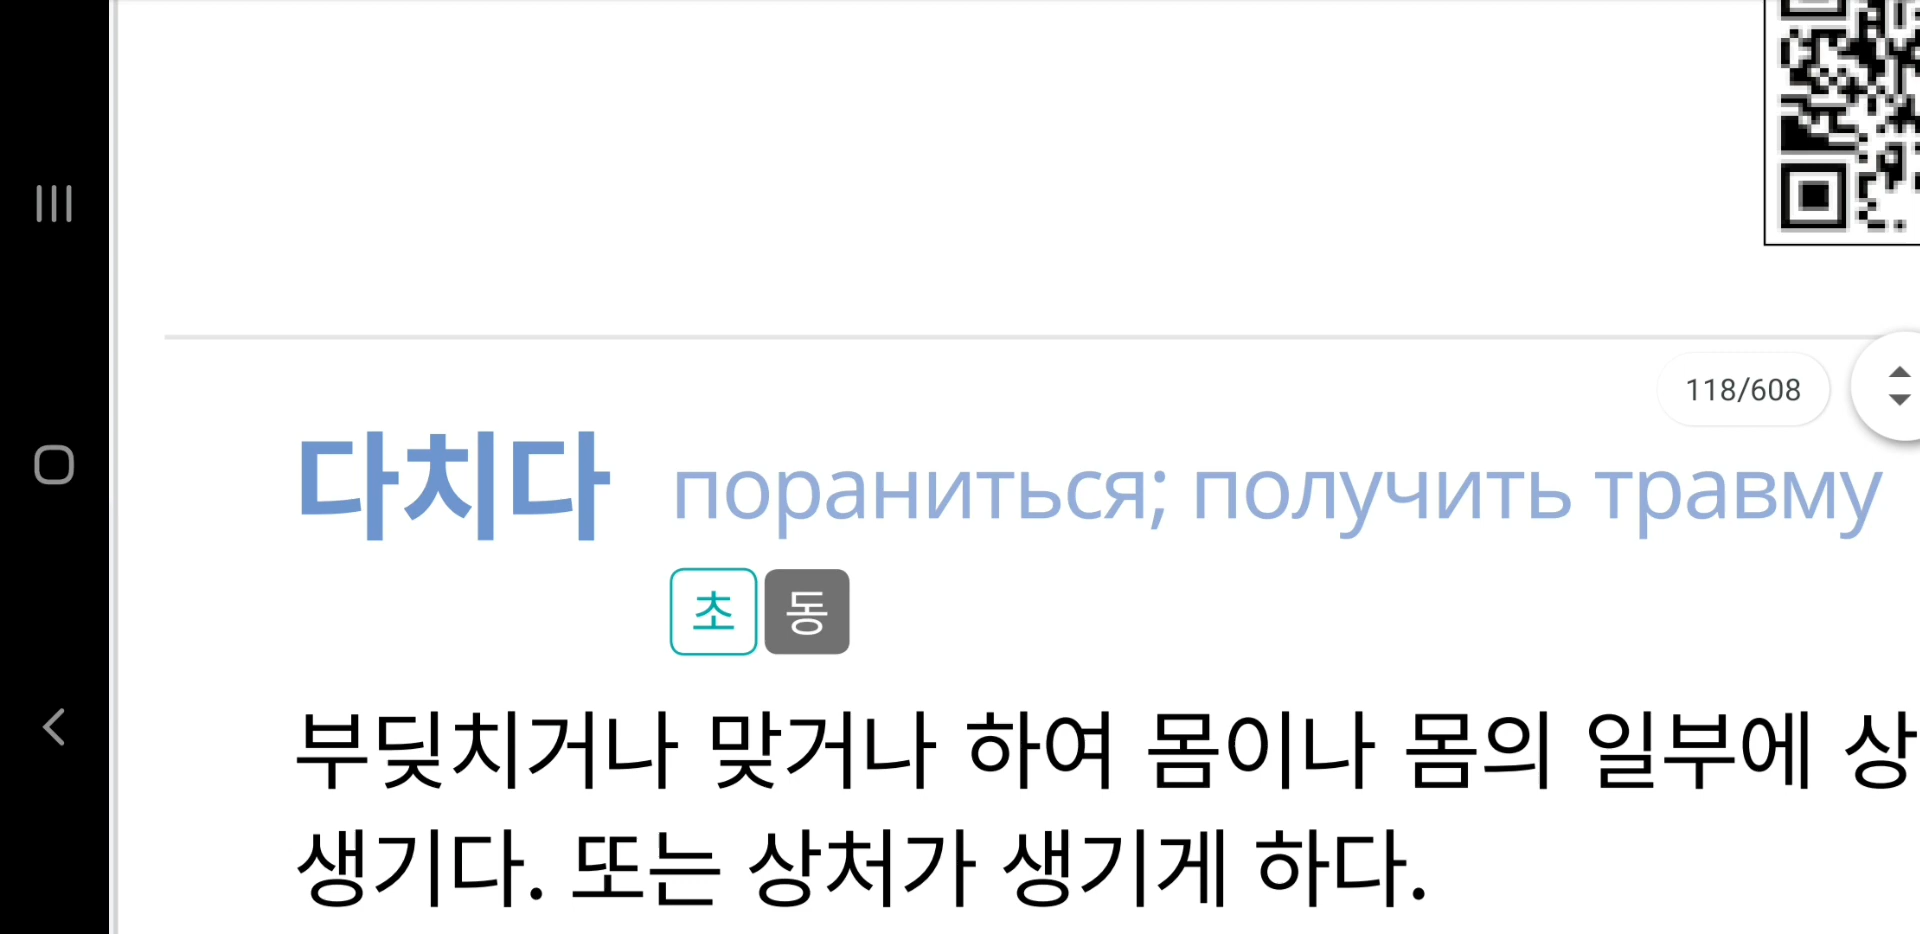 118/608
다치다 пораниться; получить травму
초 동
부딪치거나 맞거나 하여 몸이나 몸의 일부에 상
생기다. 또는 상처가 생기게 하다.